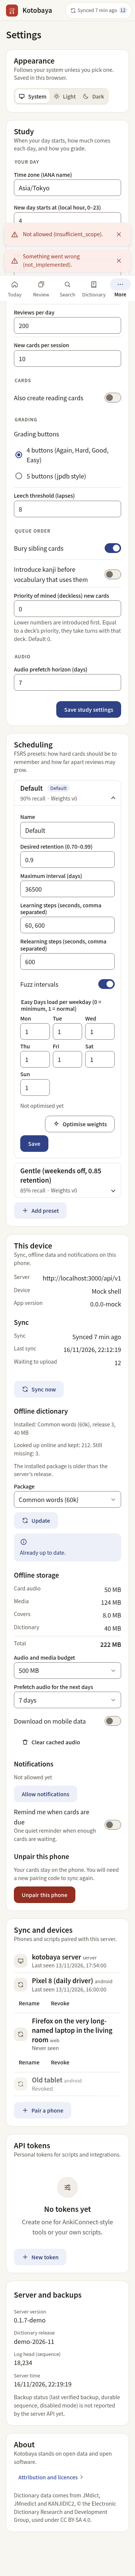 Kotobaya
Synced 7 min ago 12
Settings
Appearance
Follows your system unless you pick one.
Saved in this browser.
System Light Dark
Study
When your day starts, how much comes
each day, and how you grade.
YOUR DAY
Time zone (IANA name)
Asia/Tokyo
New day starts at (local hour, 0–23)
4
Not allowed (insufficient_scope).
Something went wrong
(not_implemented).
Today Review Search Dictionary More
Reviews per day
200
New cards per session
10
CARDS
Also create reading cards
GRADING
Grading buttons
4 buttons (Again, Hard, Good,
Easy)
5 buttons (jpdb style)
Leech threshold (lapses)
8
QUEUE ORDER
Bury sibling cards
Introduce kanji before
vocabulary that uses them
Priority of mined (deckless) new cards
0
Lower numbers are introduced first. Equal
to a deck's priority, they take turns with that
deck. Default 0.
AUDIO
Audio prefetch horizon (days)
7
Save study settings
Scheduling
FSRS presets: how hard cards should be to
remember and how far apart reviews may
grow.
Default Default
90% recall · Weights v0
Name
Default
Desired retention (0.70–0.99)
0.9
Maximum interval (days)
36500
Learning steps (seconds, comma
separated)
60, 600
Relearning steps (seconds, comma
separated)
600
Fuzz intervals
Easy Days load per weekday (0 =
minimum, 1 = normal)
Mon Tue Wed
1 1 1
Thu Fri Sat
1 1 1
Sun
1
Not optimised yet
Optimise weights
Save
Gentle (weekends off, 0.85
retention)
85% recall · Weights v0
Add preset
This device
Sync, offline data and notifications on this
phone.
Server http://localhost:3000/api/v1
Device Mock shell
App version 0.0.0-mock
Sync
Sync Synced 7 min ago
Last sync 16/11/2026, 22:12:19
Waiting to upload 12
Sync now
Offline dictionary
Installed: Common words (60k), release 3,
40 MB
Looked up online and kept: 212. Still
missing: 3.
The installed package is older than the
server's release.
Package
Common words (60k)
Update
Already up to date.
Offline storage
Card audio 50 MB
Media 124 MB
Covers 8.0 MB
Dictionary 40 MB
Total 222 MB
Audio and media budget
500 MB
Prefetch audio for the next days
7 days
Download on mobile data
Clear cached audio
Notifications
Not allowed yet
Allow notifications
Remind me when cards are
due
One quiet reminder when enough
cards are waiting.
Unpair this phone
Your cards stay on the phone. You will need
a new pairing code to sync again.
Unpair this phone
Sync and devices
Phones and scripts paired with this server.
kotobaya server server
Last seen 13/11/2026, 17:54:00
Pixel 8 (daily driver) android
Last seen 13/11/2026, 16:00:00
Rename Revoke
Firefox on the very long-
named laptop in the living
room web
Never seen
Rename Revoke
Old tablet android
Revoked
Pair a phone
API tokens
Personal tokens for scripts and integrations.
No tokens yet
Create one for AnkiConnect-style
tools or your own scripts.
New token
Server and backups
Server version
0.1.7-demo
Dictionary release
demo-2026-11
Log head (sequence)
18,234
Server time
16/11/2026, 22:19:19
Backup status (last verified backup, durable
sequence, disabled mode) is not reported
by the server API yet.
About
Kotobaya stands on open data and open
software.
Attribution and licences
Dictionary data comes from JMdict,
JMnedict and KANJIDIC2, © the Electronic
Dictionary Research and Development
Group, used under CC BY-SA 4.0.